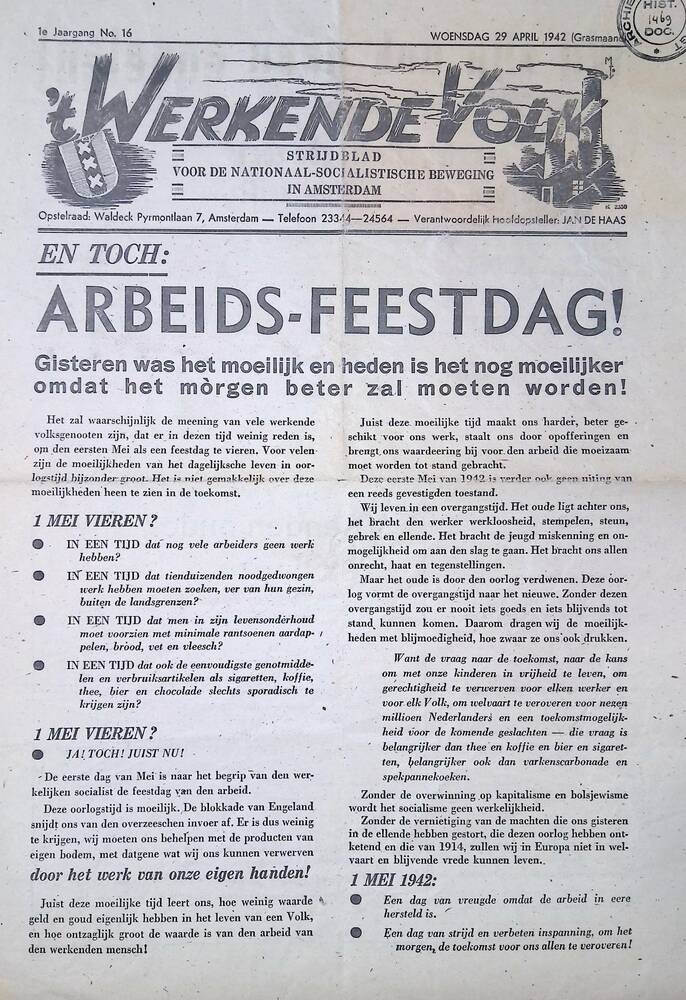 1e Jaargang No. 16
WOENSDAG 29 APRIL 1942 (Grasmaand
HIST.
1469
DOC.
't WERKENDE VOLK
STRIJDBLAD
VOOR DE NATIONAAL-SOCIALISTISCHE BEWEGING
IN AMSTERDAM
K 2350
Opstelraad: Waldeck Pyrmontlaan 7, Amsterdam — Telefoon 23344—24564 — Verantwoordelijk Hoofdopsteller: JAN DE HAAS
EN TOCH:
ARBEIDS-FEESTDAG!
Gisteren was het moeilijk en heden is het nog moeilijker
omdat het mòrgen beter zal moeten worden!
Het zal waarschijnlijk de meening van vele werkende
volksgenooten zijn, dat er in dezen tijd weinig reden is,
om den eersten Mei als een feestdag te vieren. Voor velen
zijn de moeilijkheden van het dagelijksche leven in oor-
logstijd bijzonder groot. Het is niet gemakkelijk over deze
moeilijkheden heen te zien in de toekomst.
1 MEI VIEREN?
● IN EEN TIJD dat nog vele arbeiders geen werk
hebben?
● IN EEN TIJD dat tienduizenden noodgedwongen
werk hebben moeten zoeken, ver van hun gezin,
buiten de landsgrenzen?
● IN EEN TIJD dat men in zijn levensonderhoud
moet voorzien met minimale rantsoenen aardap-
pelen, brood, vet en vleesch?
● IN EEN TIJD dat ook de eenvoudigste genotmidde-
len en verbruiksartikelen als sigaretten, koffie,
thee, bier en chocolade slechts sporadisch te
krijgen zijn?
1 MEI VIEREN?
● JA! TOCH! JUIST NU!
De eerste dag van Mei is naar het begrip van den wer-
kelijken socialist de feestdag van den arbeid.
Deze oorlogstijd is moeilijk. De blokkade van Engeland
snijdt ons van den overzeeschen invoer af. Er is dus weinig
te krijgen, wij moeten ons behelpen met de producten van
eigen bodem, met datgene wat wij ons kunnen verwerven
door het werk van onze eigen handen!
Juist deze moeilijke tijd leert ons, hoe weinig waarde
geld en goud eigenlijk hebben in het leven van een Volk,
en hoe ontzaglijk groot de waarde is van den arbeid van
den werkenden mensch!
Juist deze moeilijke tijd maakt ons harder, beter ge-
schikt voor ons werk, staalt ons door opofferingen en
brengt ons waardeering bij voor den arbeid die moeizaam
moet worden tot stand gebracht.
Deze eerste Mei van 1942 is verder ook geen uiting van
een reeds gevestigden toestand.
Wij leven in een overgangstijd. Het oude ligt achter ons,
het bracht den werker werkloosheid, stempelen, steun,
gebrek en ellende. Het bracht de jeugd miskenning en on-
mogelijkheid om aan den slag te gaan. Het bracht ons allen
onrecht, haat en tegenstellingen.
Maar het oude is door den oorlog verdwenen. Deze oor-
log vormt de overgangstijd naar het nieuwe. Zonder dezen
overgangstijd zou er nooit iets goeds en iets blijvends tot
stand kunnen komen. Daarom dragen wij de moeilijk-
heden met blijmoedigheid, hoe zwaar ze ons ook drukken.
Want de vraag naar de toekomst, naar de kans
om met onze kinderen in vrijheid te leven, om
gerechtigheid te verwerven voor elken werker en
voor elk Volk, om welvaart te veroveren voor negen
millioen Nederlanders en een toekomstmogelijk-
heid voor de komende geslachten — die vraag is
belangrijker dan thee en koffie en bier en sigaret-
ten, belangrijker ook dan varkenscarbonade en
spekpannekoeken.
Zonder de overwinning op kapitalisme en bolsjewisme
wordt het socialisme geen werkelijkheid.
Zonder de vernietiging van de machten die ons gisteren
in de ellende hebben gestort, die dezen oorlog hebben ont-
ketend en die van 1914, zullen wij in Europa niet in wel-
vaart en blijvende vrede kunnen leven.
1 MEI 1942:
● Een dag van vreugde omdat de arbeid in eere
hersteld is.
● Een dag van strijd en verbeten inspanning, om het
morgen, de toekomst voor ons allen te veroveren!